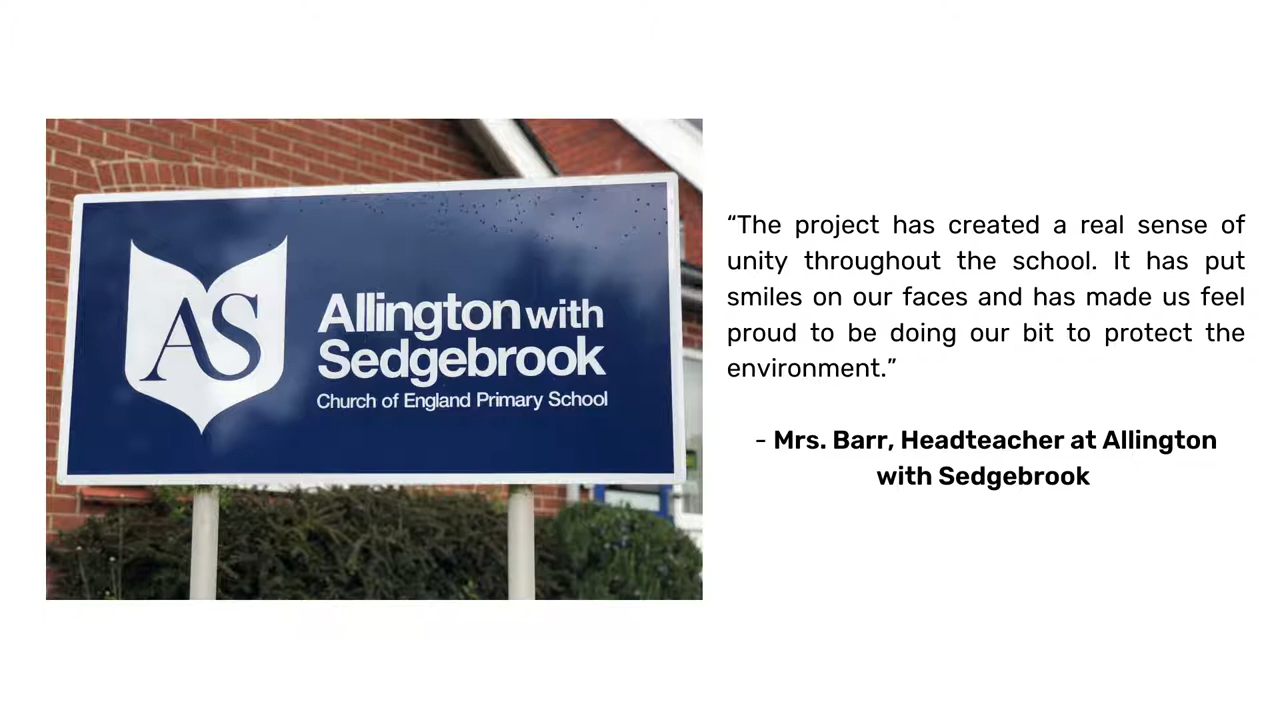 AS
Allington with
Sedgebrook
Church of England Primary School
“The project has created a real sense of
unity throughout the school. It has put
smiles on our faces and has made us feel
proud to be doing our bit to protect the
environment.”
- Mrs. Barr, Headteacher at Allington
with Sedgebrook